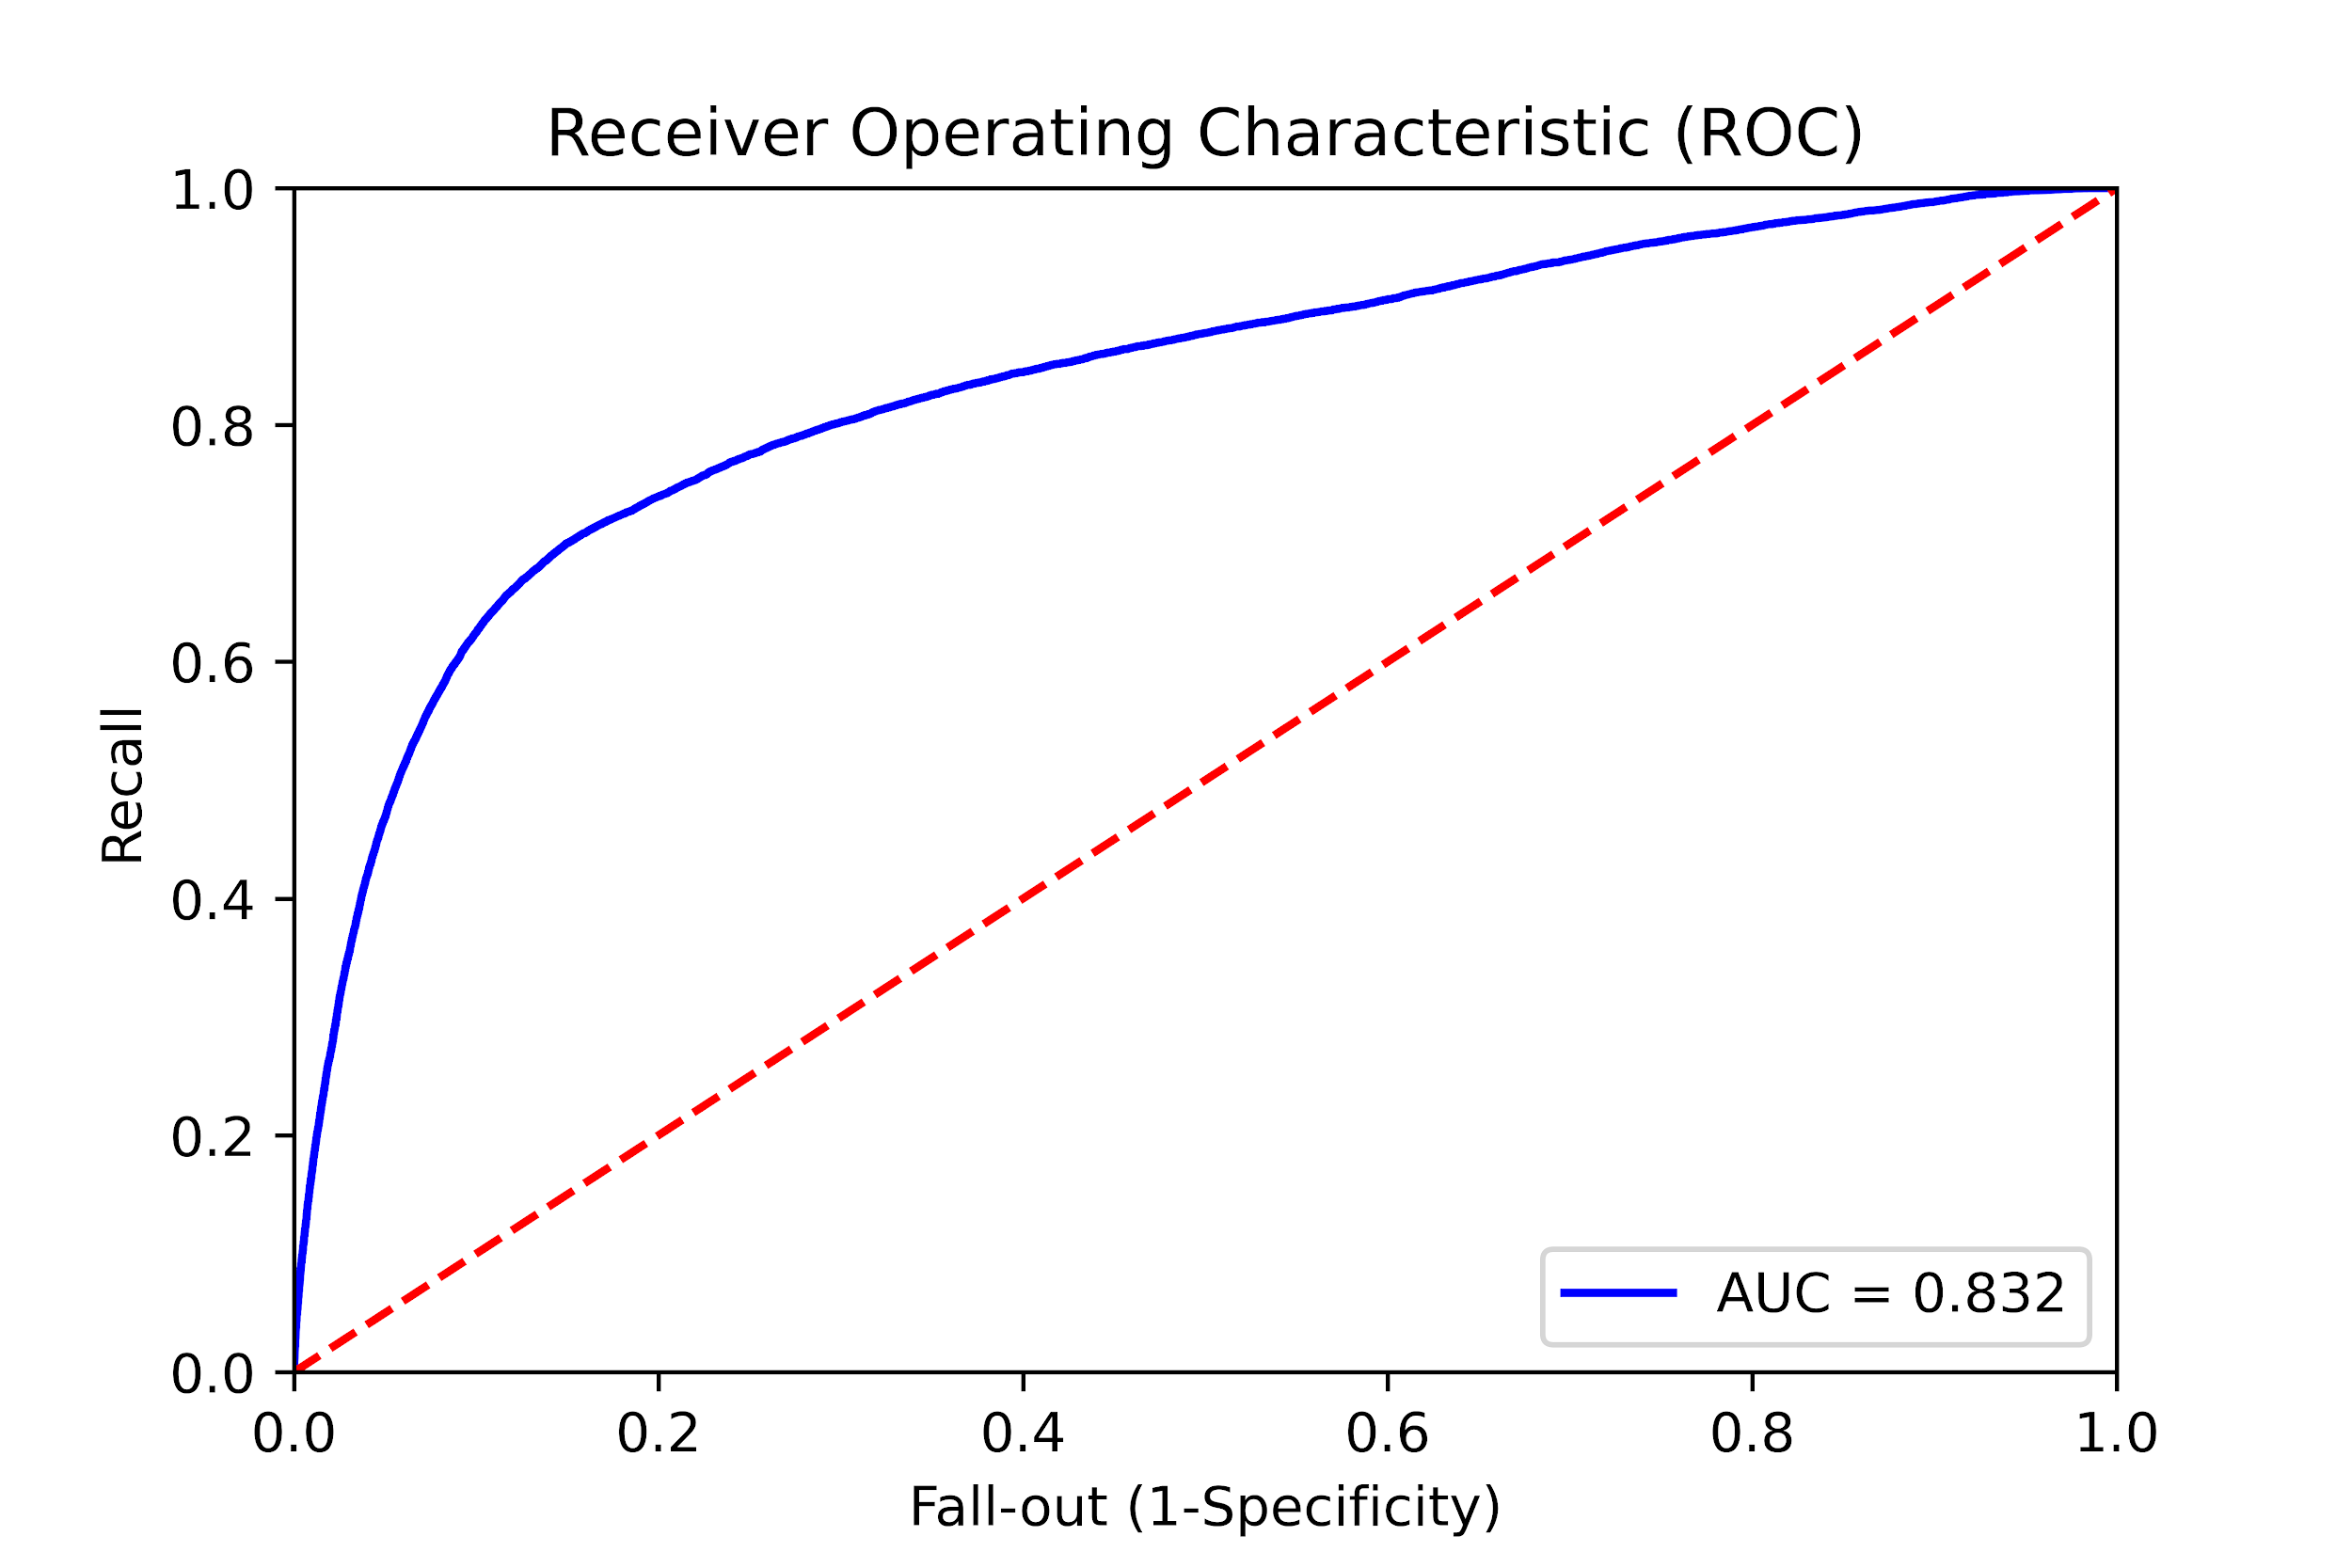 Receiver Operating Characteristic (ROC)
1.0
0.8
0.6
0.4
0.2
0.0
Recall
AUC = 0.832
0.0 0.2 0.4 0.6 0.8 1.0
Fall-out (1-Specificity)